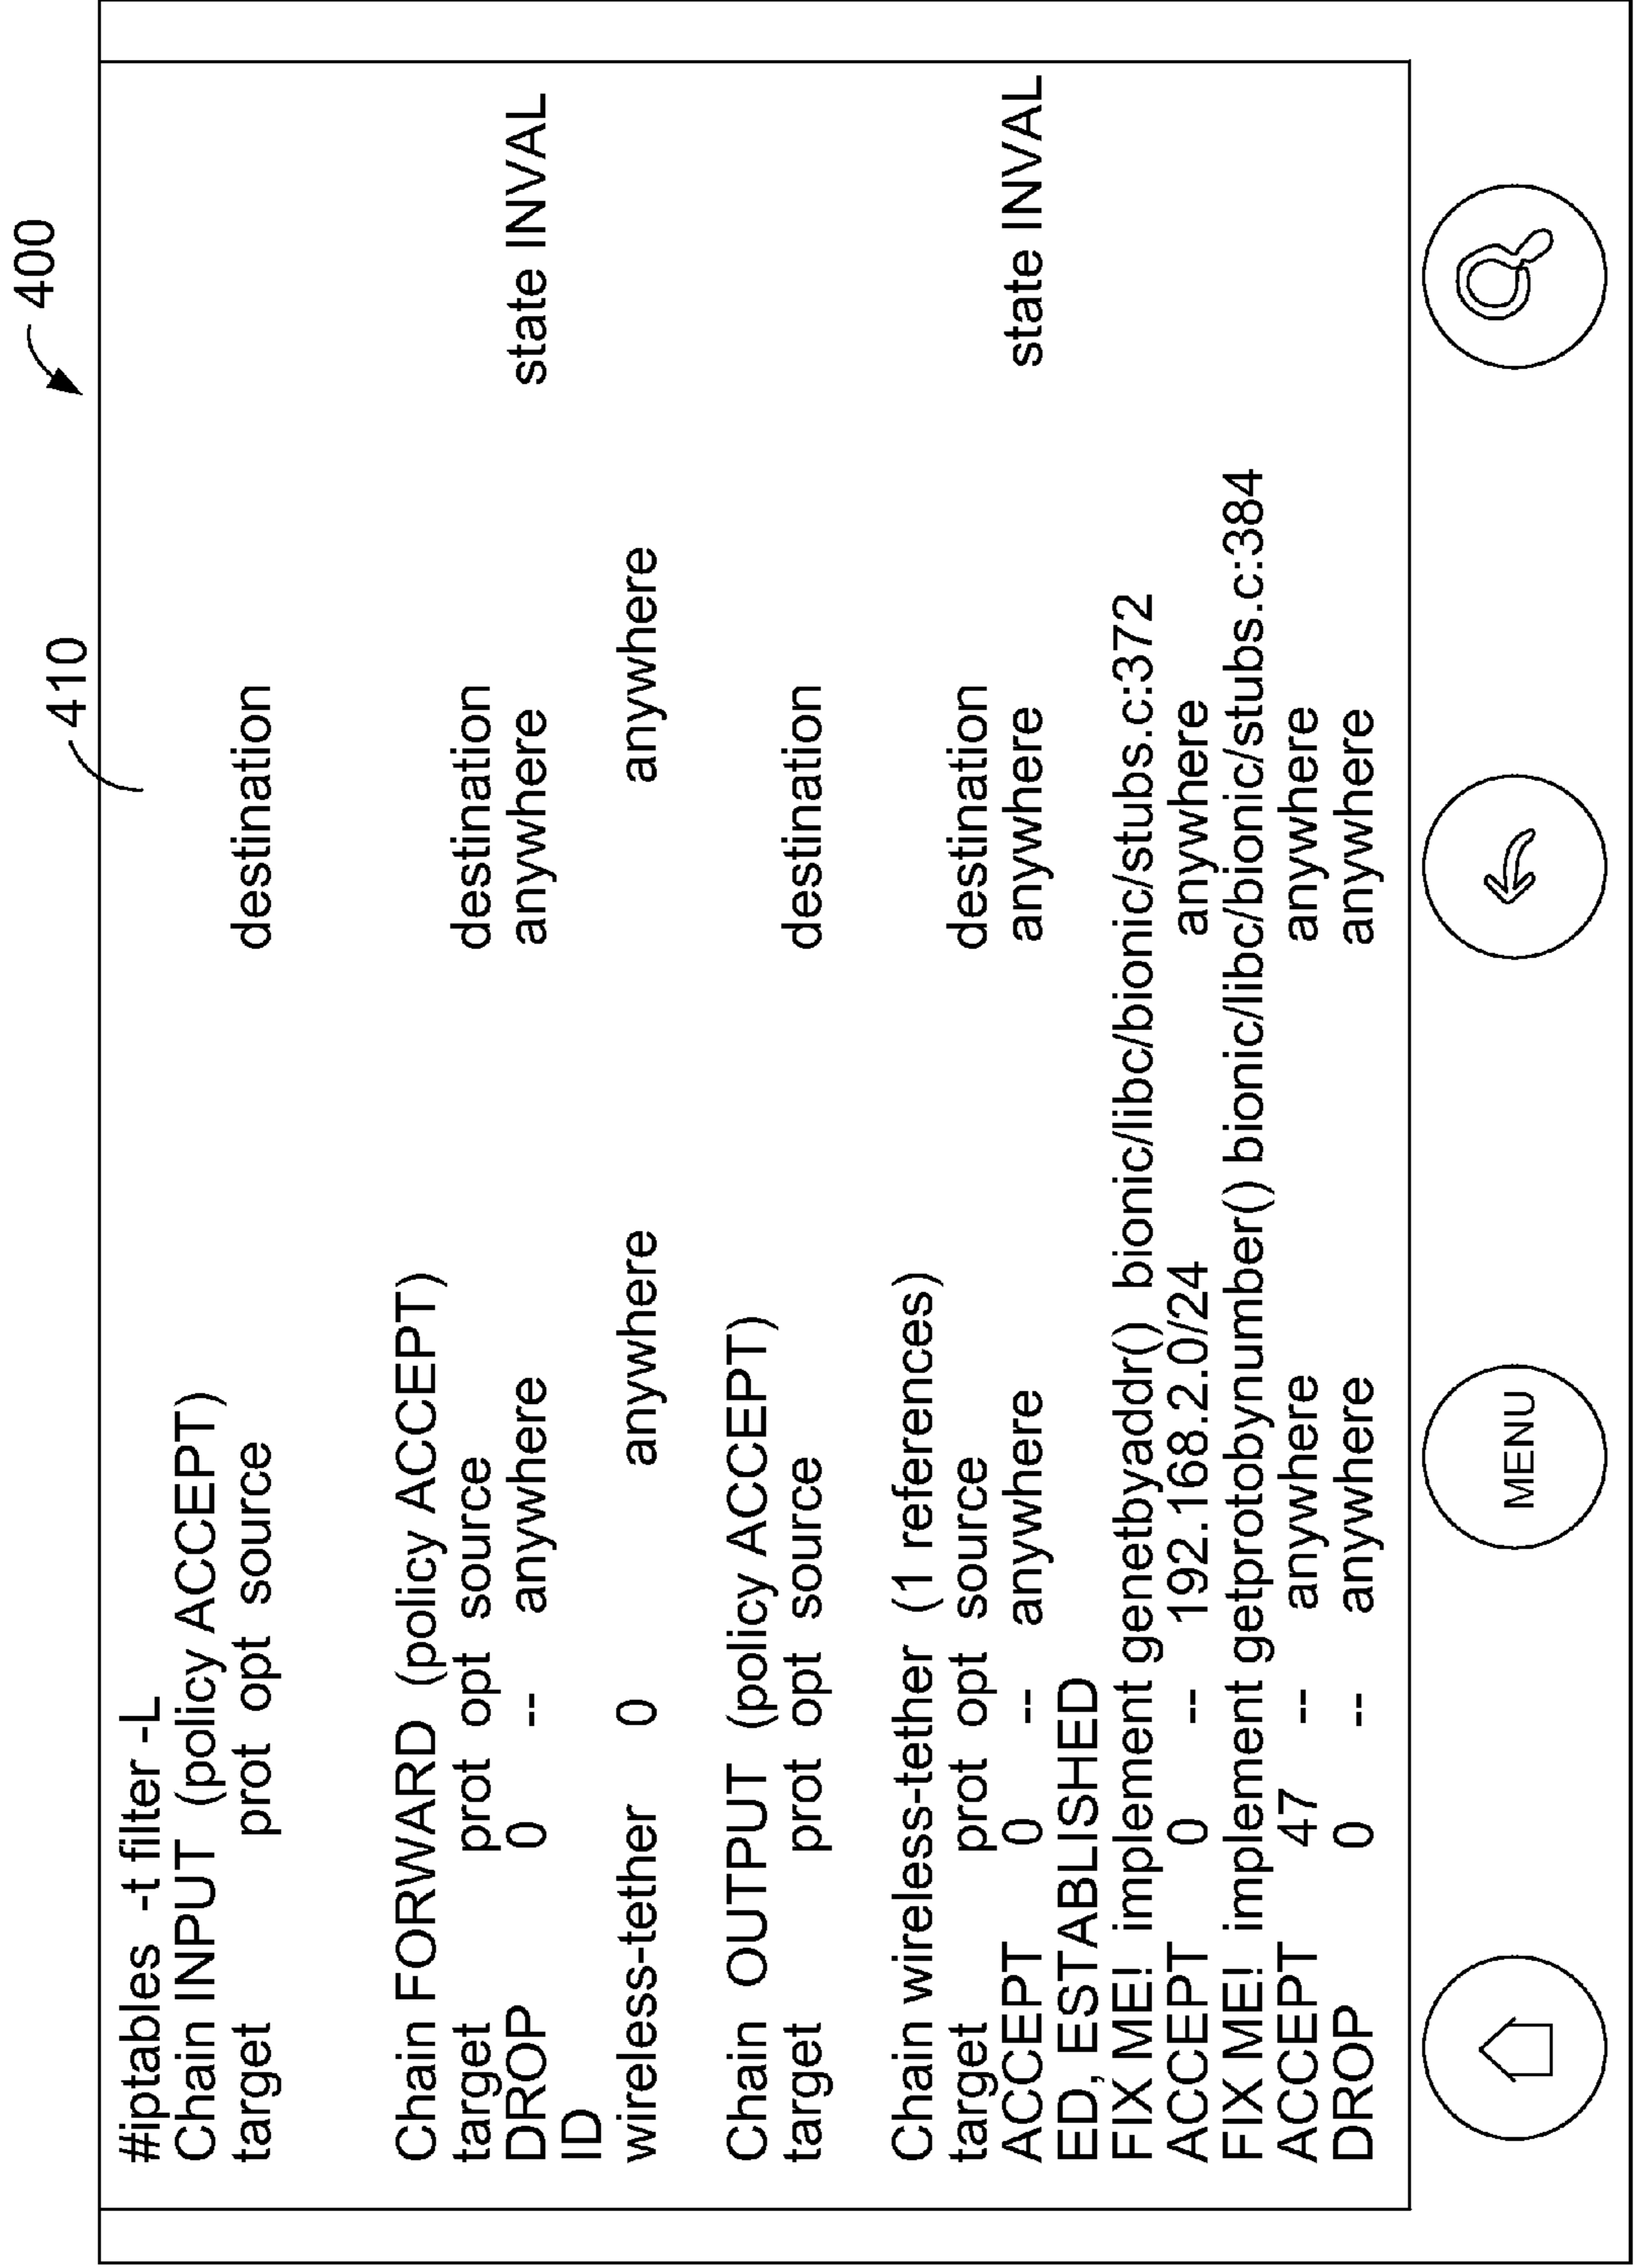 400
410
#iptables -t filter -L
Chain INPUT (policy ACCEPT)
target prot opt source destination
Chain FORWARD (policy ACCEPT)
target prot opt source destination
DROP 0 -- anywhere anywhere state INVAL
ID
wireless-tether 0 anywhere anywhere
Chain OUTPUT (policy ACCEPT)
target prot opt source destination
Chain wireless-tether (1 references)
target prot opt source destination
ACCEPT 0 -- anywhere anywhere state INVAL
ED, ESTABLISHED
FIX ME! implement genetbyaddr() bionic/libc/bionic/stubs.c:372
ACCEPT 0 -- 192.168.2.0/24 anywhere
FIX ME! implement getprotobynumber() bionic/libc/bionic/stubs.c:384
ACCEPT 47 -- anywhere anywhere
DROP 0 -- anywhere anywhere
MENU